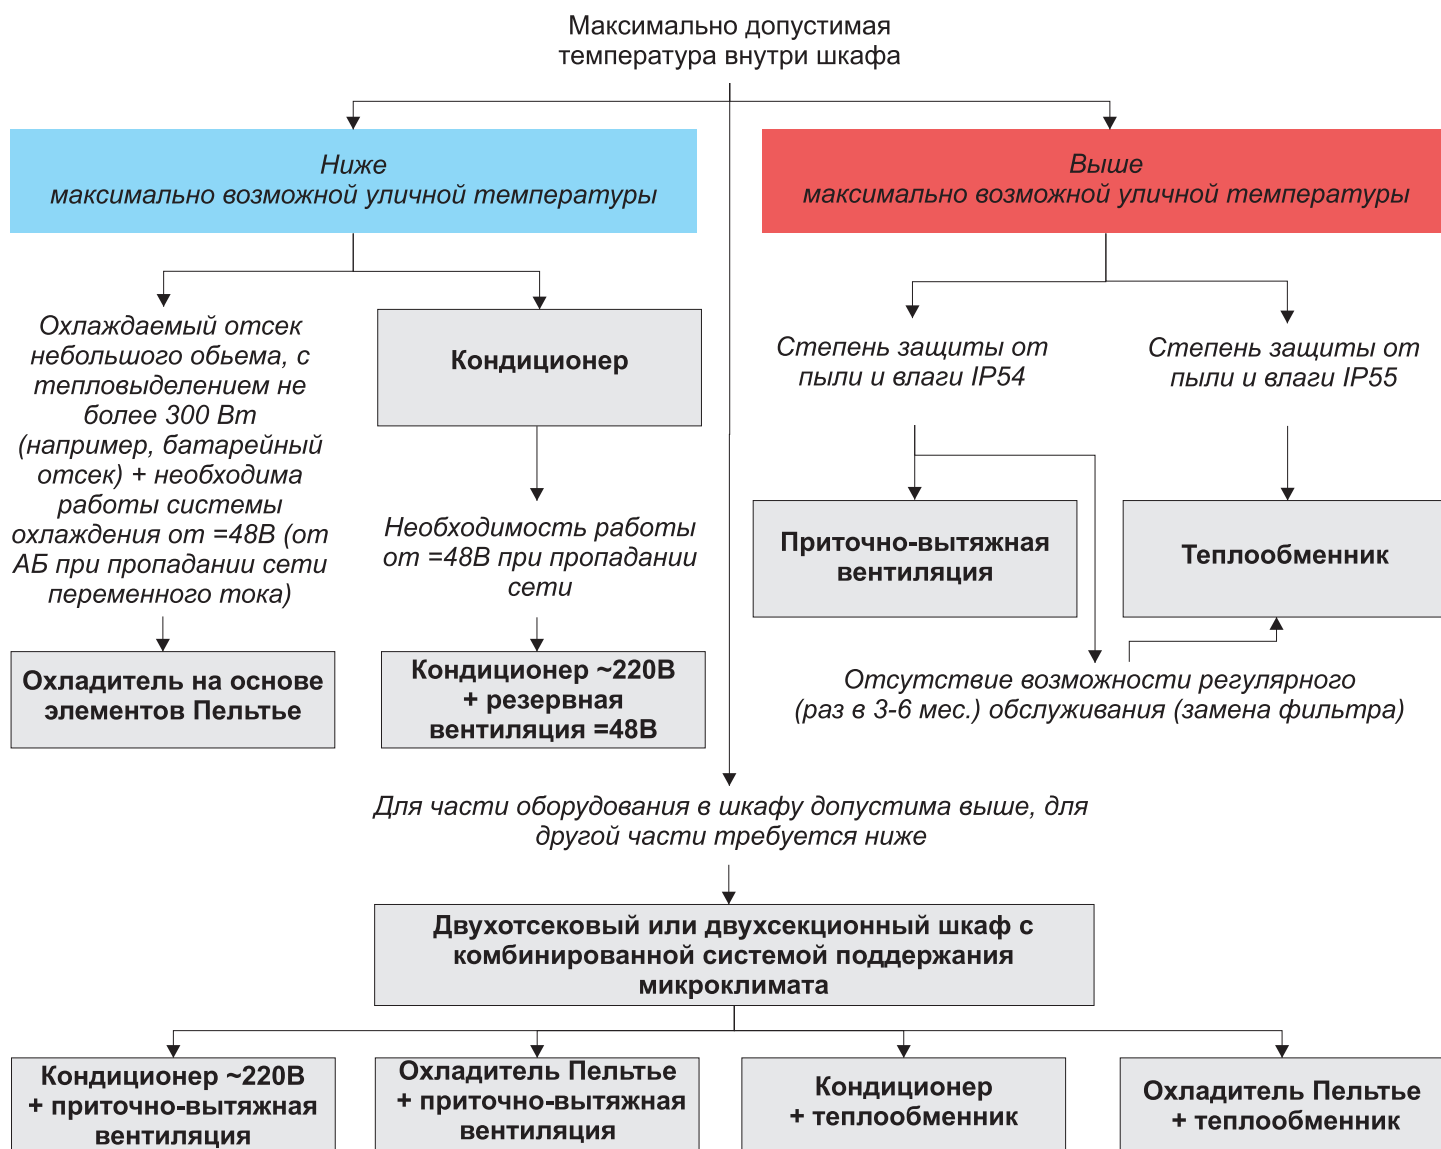 Максимально допустимая
температура внутри шкафа
Ниже
максимально возможной уличной температуры
Выше
максимально возможной уличной температуры
Охлаждаемый отсек
небольшого обьема, с
тепловыделением не
более 300 Вт
(например, батарейный
отсек) + необходима
работы системы
охлаждения от =48В (от
АБ при пропадании сети
переменного тока)
Кондиционер
Необходимость работы
от =48В при пропадании
сети
Степень защиты от
пыли и влаги IP54
Степень защиты от
пыли и влаги IP55
Приточно-вытяжная
вентиляция
Теплообменник
Охладитель на основе
элементов Пельтье
Кондиционер ~220В
+ резервная
вентиляция =48В
Отсутствие возможности регулярного
(раз в 3-6 мес.) обслуживания (замена фильтра)
Для части оборудования в шкафу допустима выше, для
другой части требуется ниже
Двухотсековый или двухсекционный шкаф с
комбинированной системой поддержания
микроклимата
Кондиционер ~220В
+ приточно-вытяжная
вентиляция
Охладитель Пельтье
+ приточно-вытяжная
вентиляция
Кондиционер
+ теплообменник
Охладитель Пельтье
+ теплообменник